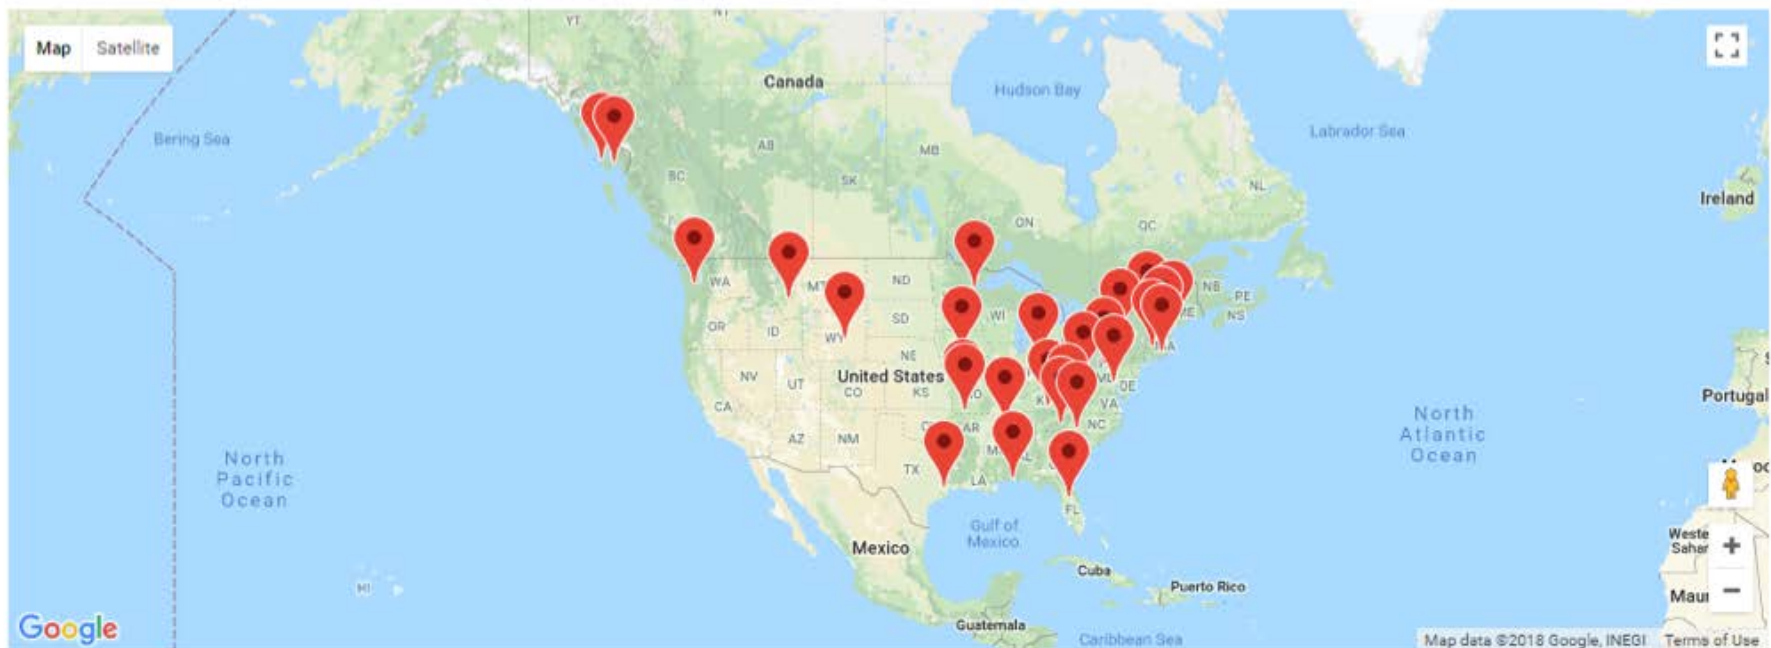 Map Satellite
YT
NT
Canada
Hudson Bay
Bering Sea
Labrador Sea
AB
MB
BC
SK
NL
Ireland
ON
QC
WA
ND
NB
PE
NS
OR
ID
SD
WI
WY
MA
NE
NV
UT
United States
CO
KS
DE
VA
CA
NC
AZ
NM
AR
TX
LA
FL
North
Pacific
Ocean
North
Atlantic
Ocean
Portugal
Gulf of
Mexico
Mexico
Cuba
Puerto Rico
HI
Guatemala
Caribbean Sea
Google
Map data ©2018 Google, INEGI Terms of Use